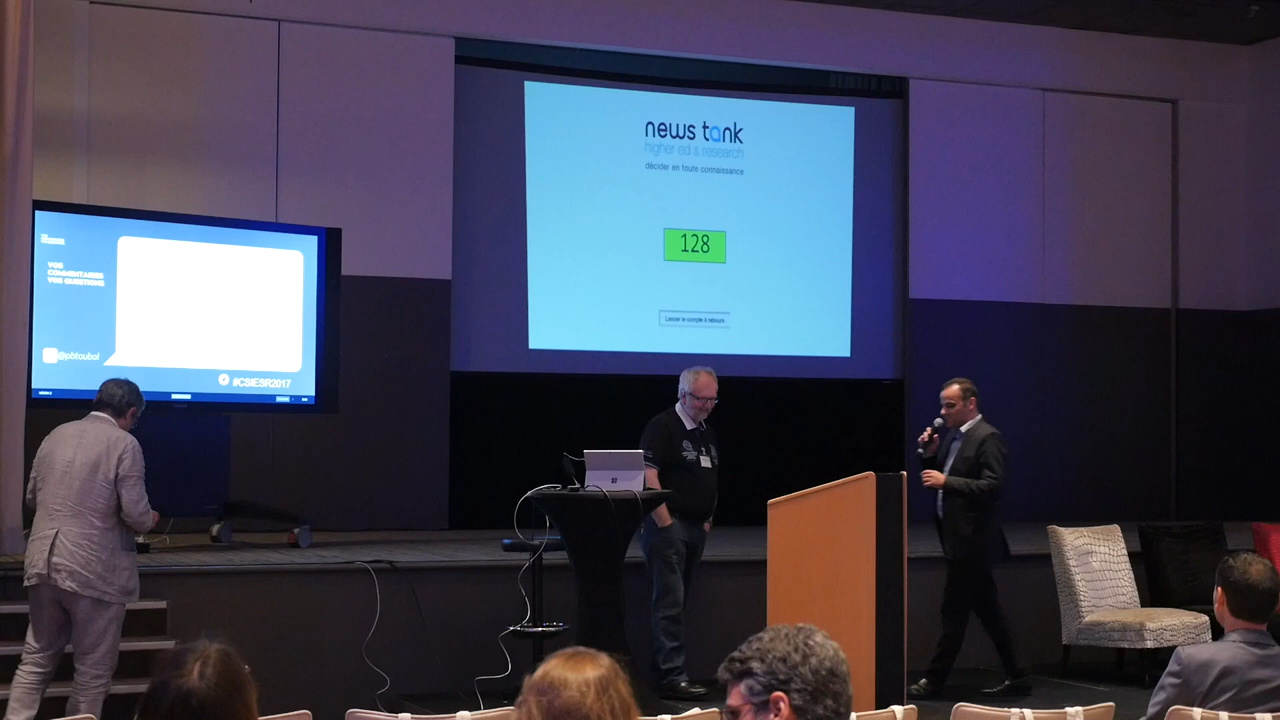 VOS
COMMENTAIRES
VOS QUESTIONS
@pbtoubol
#CSIESR2017
news tank
higher ed & research
décider en toute connaissance
128
Lancer le compte à rebours